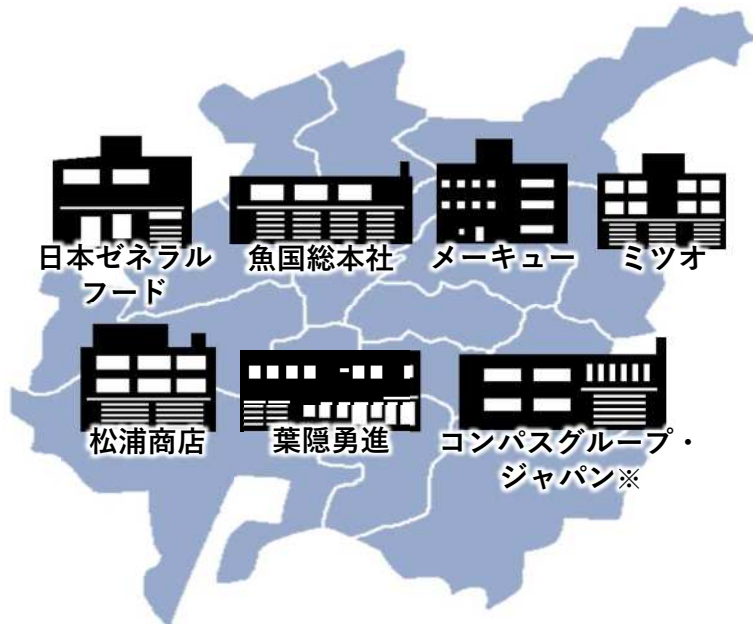 日本ゼネラル
フード
魚国総本社
メーキュー
ミツオ
松浦商店
葉隠勇進
コンパスグループ・
ジャパン※